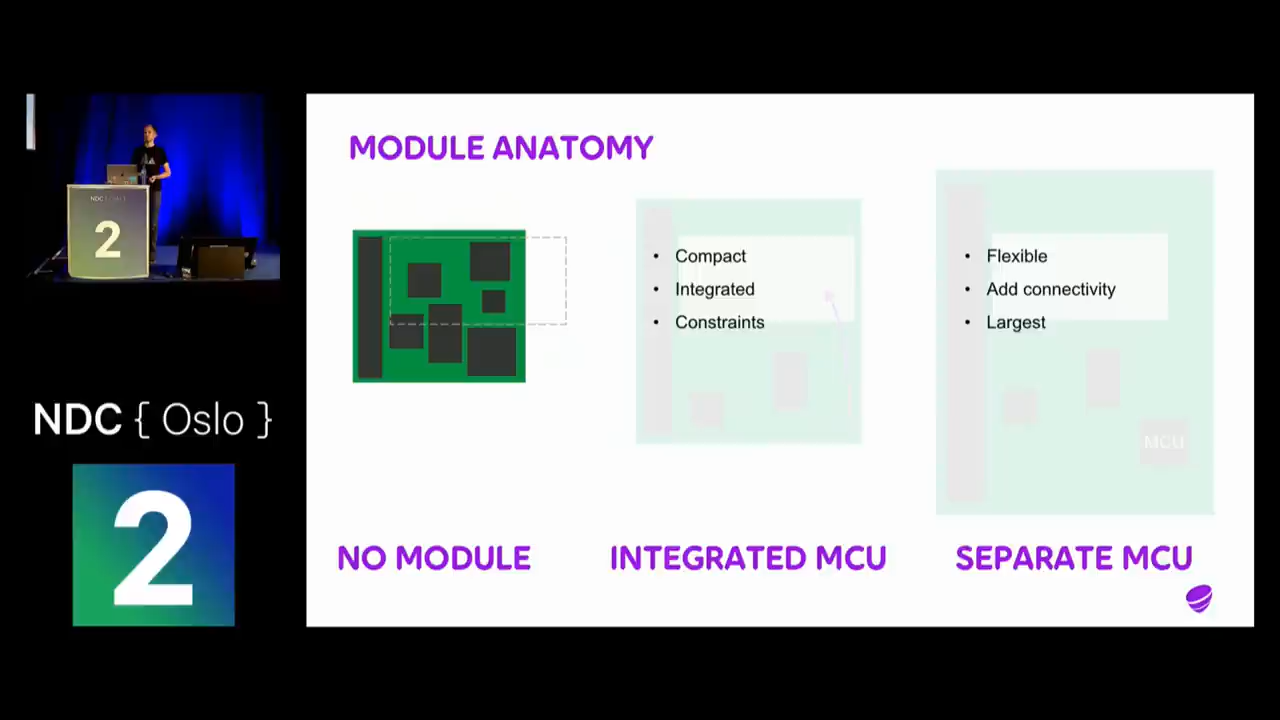 MODULE ANATOMY
• Compact
• Integrated
• Constraints
• Flexible
• Add connectivity
• Largest
MCU
NO MODULE
INTEGRATED MCU
SEPARATE MCU
2
NDC { Oslo }
2